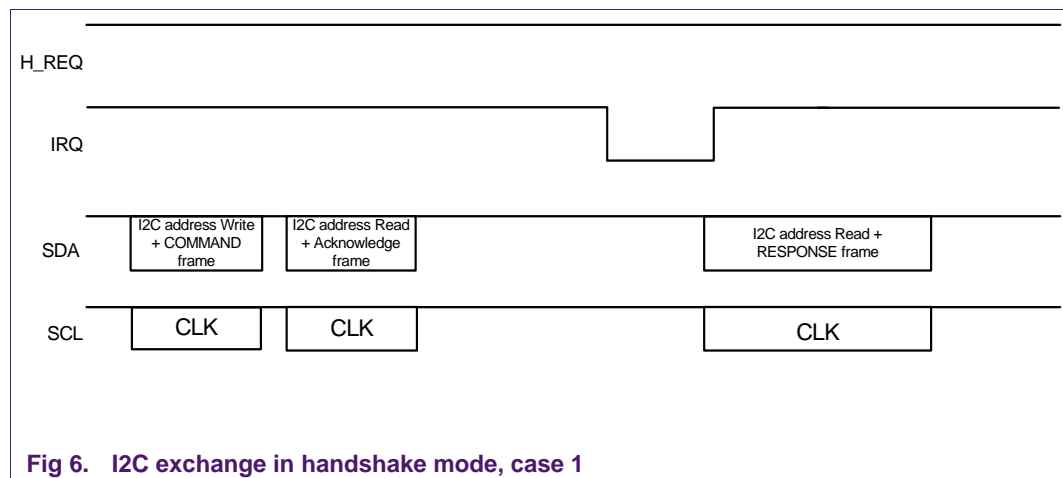 H_REQ
IRQ
SDA
I2C address Write
+ COMMAND
frame
I2C address Read
+ Acknowledge
frame
I2C address Read +
RESPONSE frame
SCL
CLK
CLK
CLK
Fig 6. I2C exchange in handshake mode, case 1